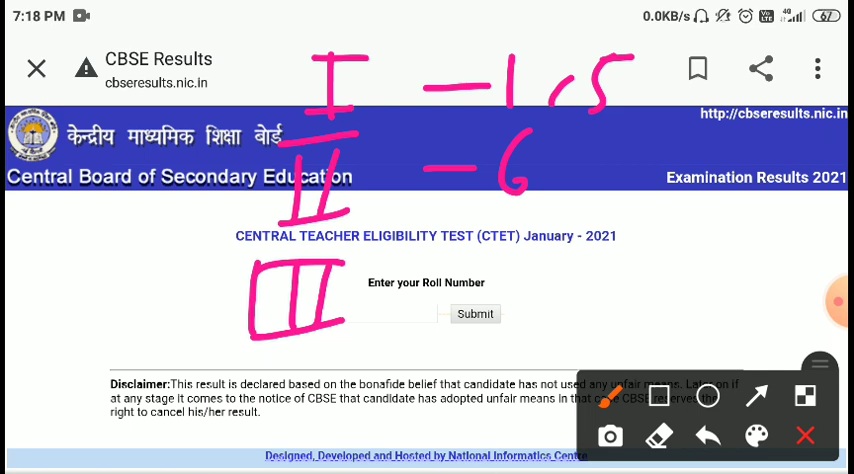 7:18 PM 0.0KB/s 4G 67
CBSE Results
cbseresults.nic.in
I — 1, 5
http://cbseresults.nic.in
केन्द्रीय माध्यमिक शिक्षा बोर्ड
Central Board of Secondary Education
Examination Results 2021
II — 6
CENTRAL TEACHER ELIGIBILITY TEST (CTET) January - 2021
III
Enter your Roll Number
Submit
Disclaimer:This result is declared based on the bonafide belief that candidate has not used any unfair means. Later on if
at any stage it comes to the notice of CBSE that candidate has adopted unfair means in that case CBSE reserves the
right to cancel his/her result.
Designed, Developed and Hosted by National Informatics Centre